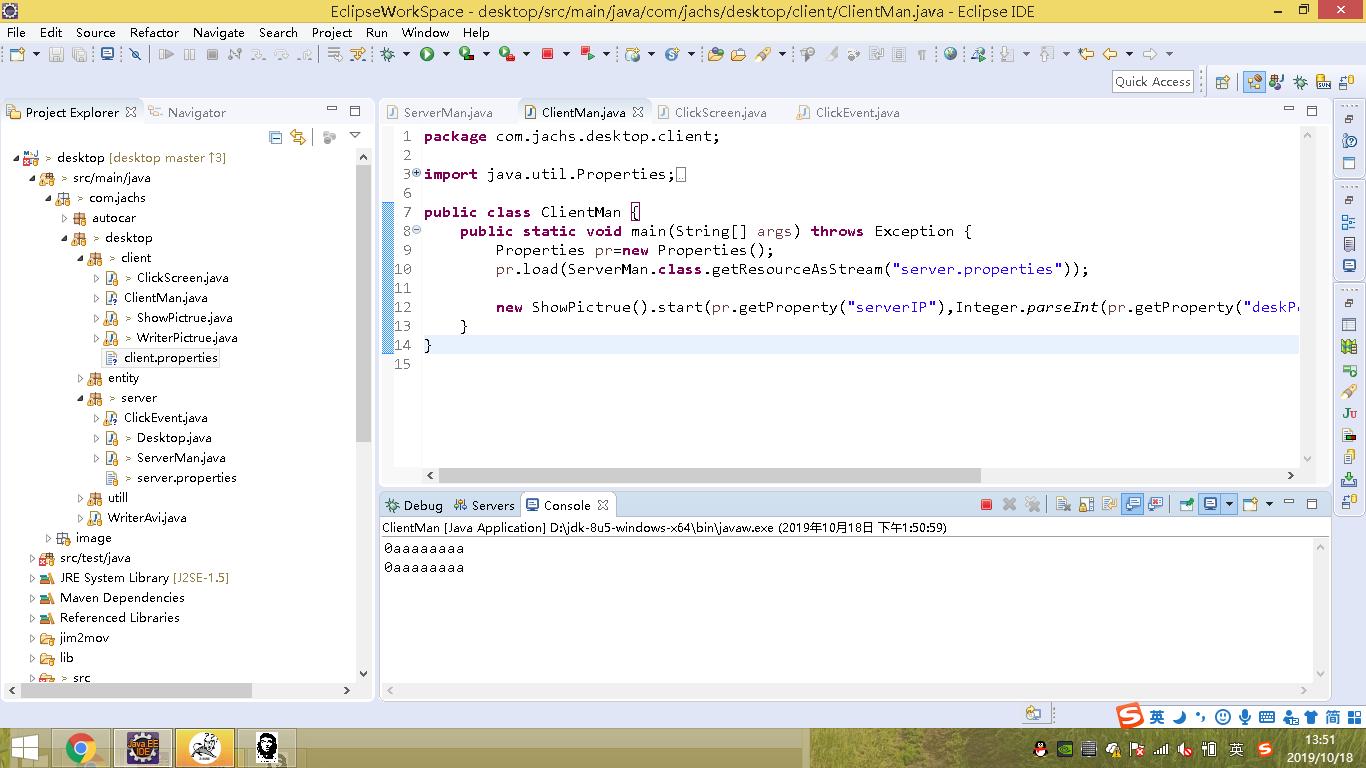 EclipseWorkSpace - desktop/src/main/java/com/jachs/desktop/client/ClientMan.java - Eclipse IDE
File Edit Source Refactor Navigate Search Project Run Window Help
Quick Access
Project Explorer Navigator
> desktop [desktop master ↑3]
> src/main/java
> com.jachs
autocar
> desktop
> client
> ClickScreen.java
ClientMan.java
> ShowPictrue.java
> WriterPictrue.java
client.properties
entity
> server
ClickEvent.java
> Desktop.java
> ServerMan.java
> server.properties
utill
WriterAvi.java
image
src/test/java
JRE System Library [J2SE-1.5]
Maven Dependencies
Referenced Libraries
jim2mov
lib
> src
ServerMan.java ClientMan.java ClickScreen.java ClickEvent.java
1 package com.jachs.desktop.client;
2
3 import java.util.Properties;
6
7 public class ClientMan {
8 public static void main(String[] args) throws Exception {
9 Properties pr=new Properties();
10 pr.load(ServerMan.class.getResourceAsStream("server.properties"));
11
12 new ShowPictrue().start(pr.getProperty("serverIP"),Integer.parseInt(pr.getProperty("deskP
13 }
14 }
15
Debug Servers Console
ClientMan [Java Application] D:\jdk-8u5-windows-x64\bin\javaw.exe (2019年10月18日 下午1:50:59)
0aaaaaaaa
0aaaaaaaa
英 简
Java EE IDE
英
13:51
2019/10/18